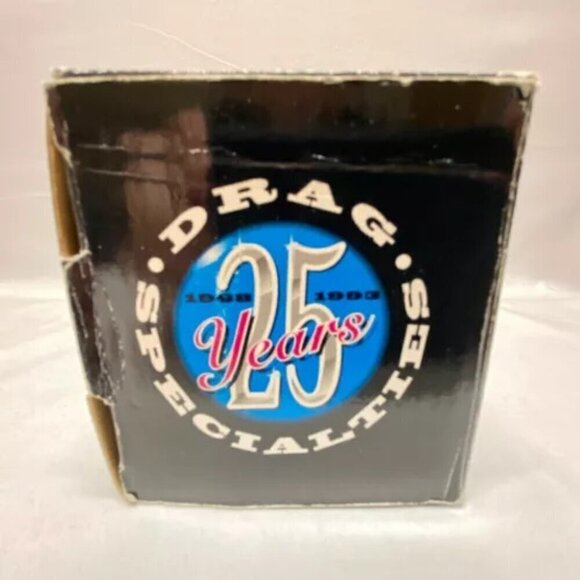 DRAG
SPECIALTIES
1968 1993
25
Years